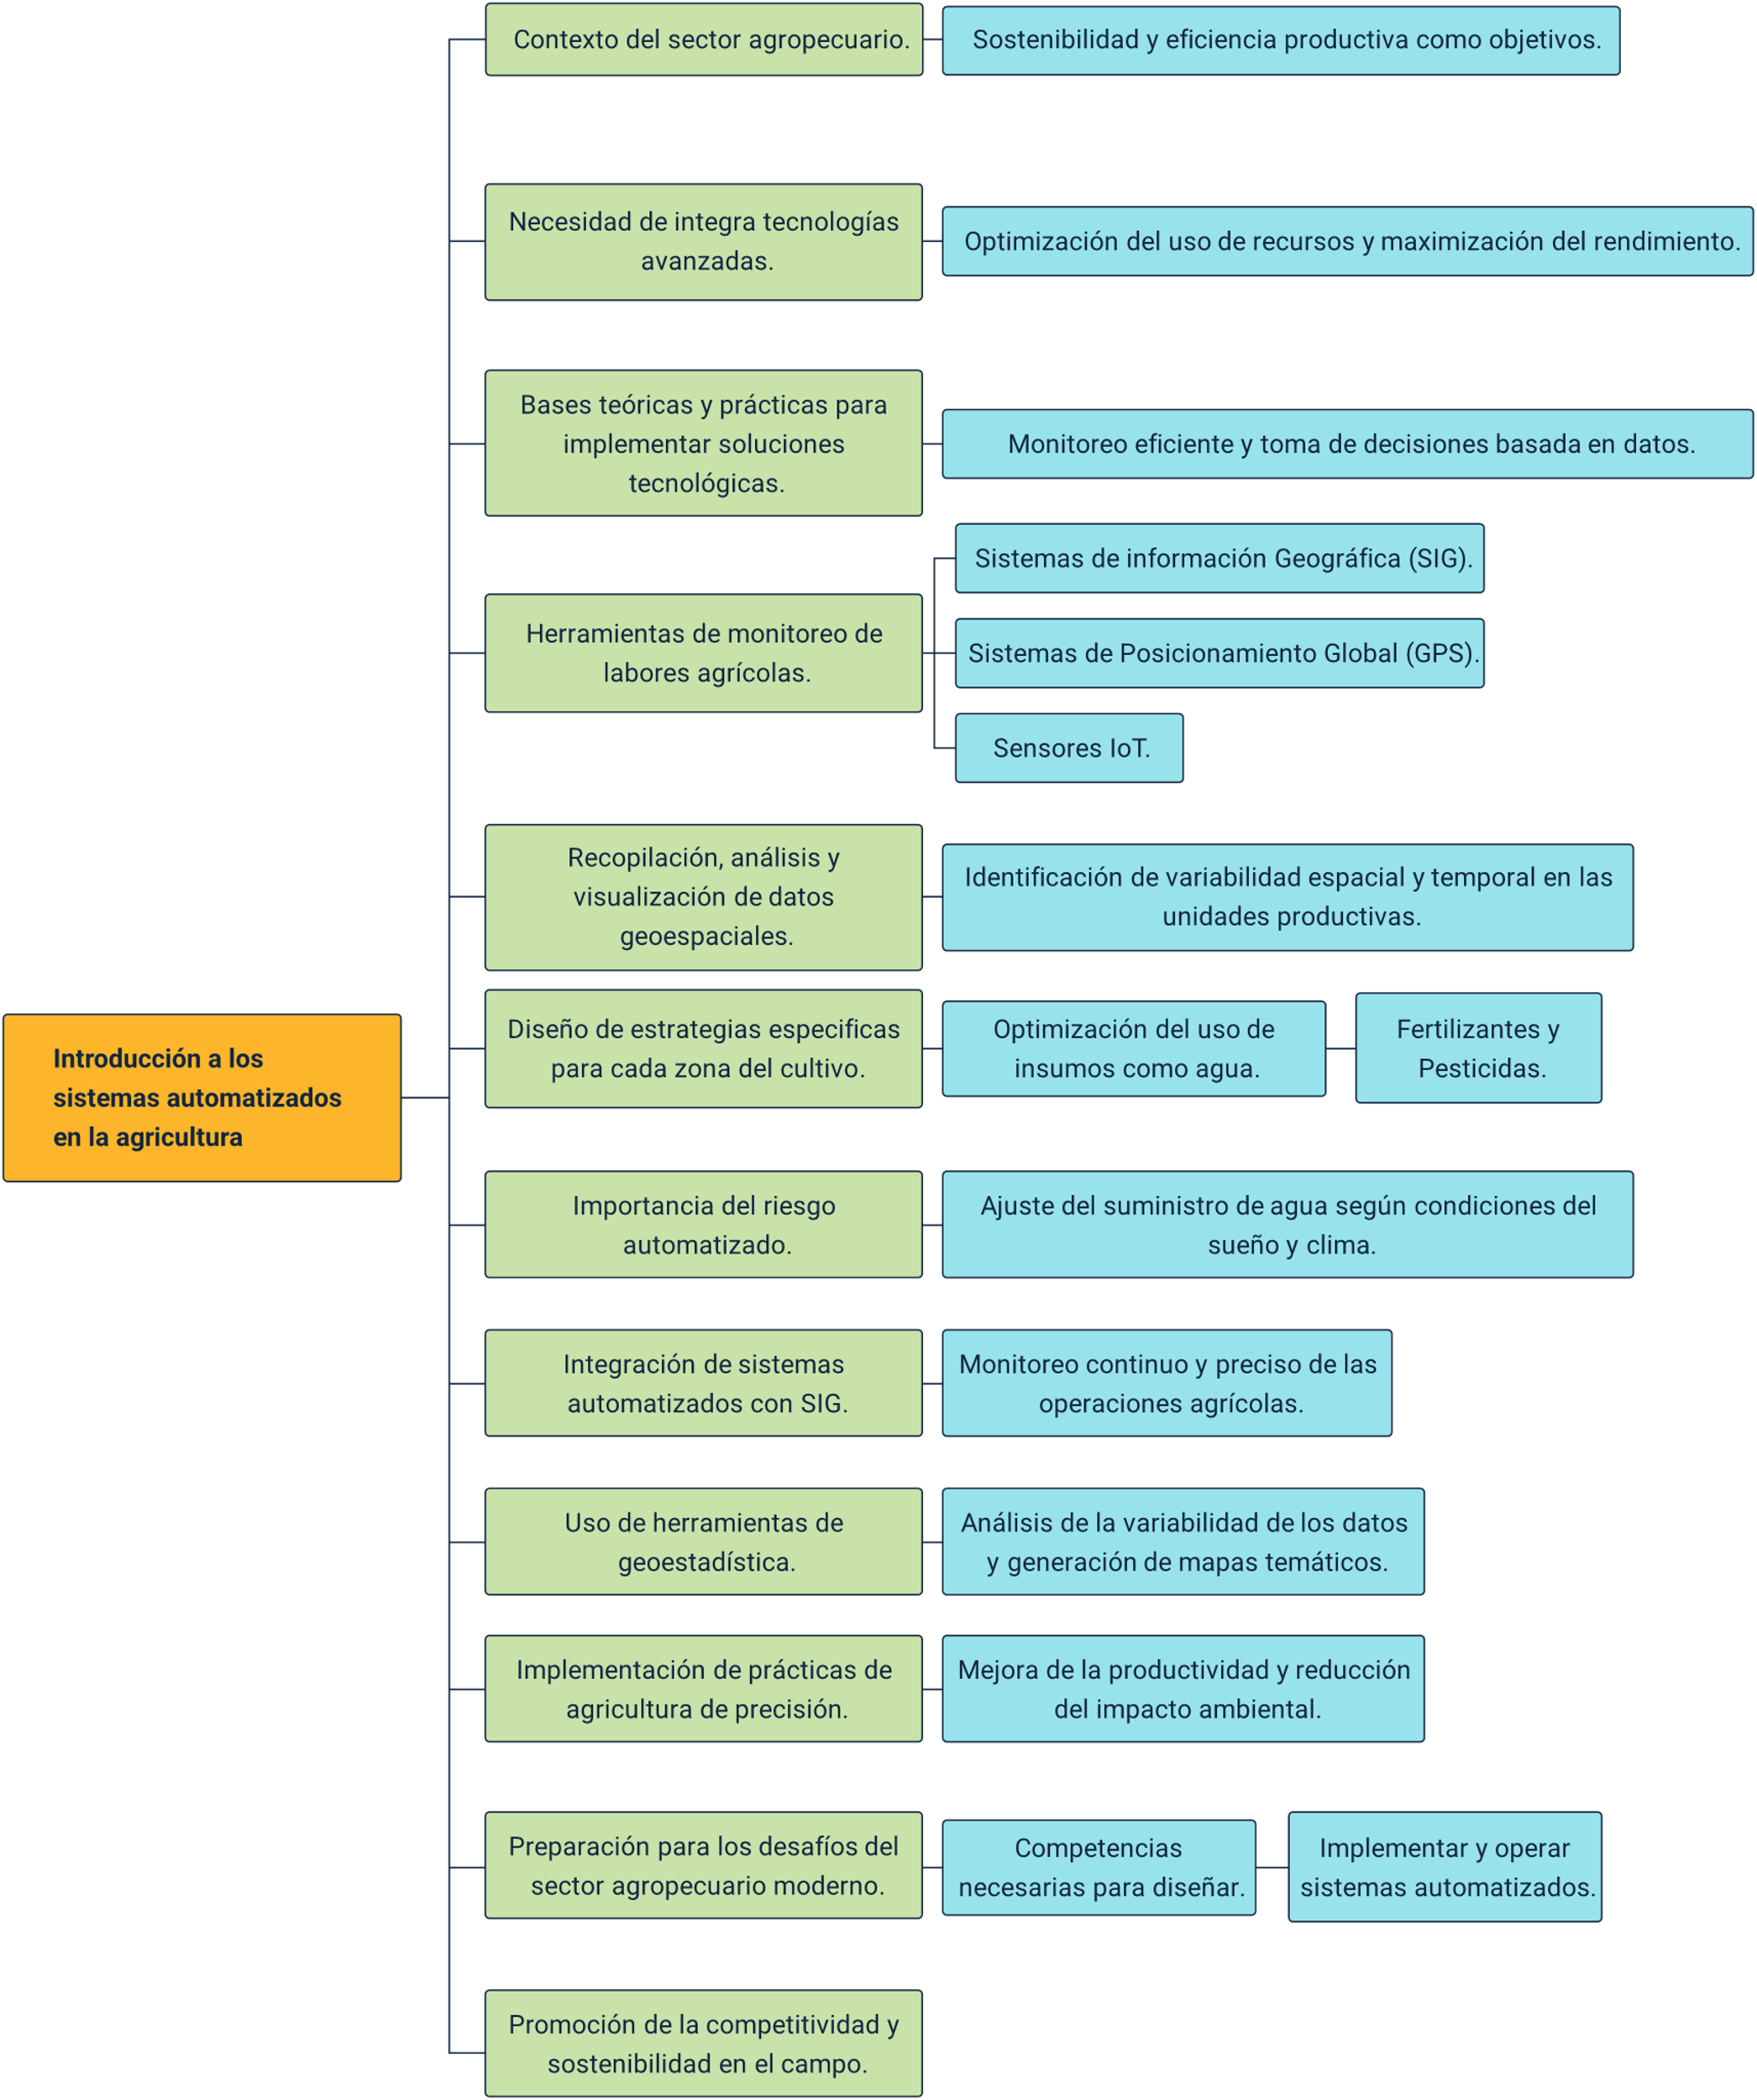 Contexto del sector agropecuario.
Sostenibilidad y eficiencia productiva como objetivos.
Necesidad de integra tecnologías
avanzadas.
Optimización del uso de recursos y maximización del rendimiento.
Bases teóricas y prácticas para
implementar soluciones
tecnológicas.
Monitoreo eficiente y toma de decisiones basada en datos.
Herramientas de monitoreo de
labores agrícolas.
Sistemas de información Geográfica (SIG).
Sistemas de Posicionamiento Global (GPS).
Sensores IoT.
Recopilación, análisis y
visualización de datos
geoespaciales.
Identificación de variabilidad espacial y temporal en las
unidades productivas.
Introducción a los
sistemas automatizados
en la agricultura
Diseño de estrategias especificas
para cada zona del cultivo.
Optimización del uso de
insumos como agua.
Fertilizantes y
Pesticidas.
Importancia del riesgo
automatizado.
Ajuste del suministro de agua según condiciones del
sueño y clima.
Integración de sistemas
automatizados con SIG.
Monitoreo continuo y preciso de las
operaciones agrícolas.
Uso de herramientas de
geoestadística.
Análisis de la variabilidad de los datos
y generación de mapas temáticos.
Implementación de prácticas de
agricultura de precisión.
Mejora de la productividad y reducción
del impacto ambiental.
Preparación para los desafíos del
sector agropecuario moderno.
Competencias
necesarias para diseñar.
Implementar y operar
sistemas automatizados.
Promoción de la competitividad y
sostenibilidad en el campo.